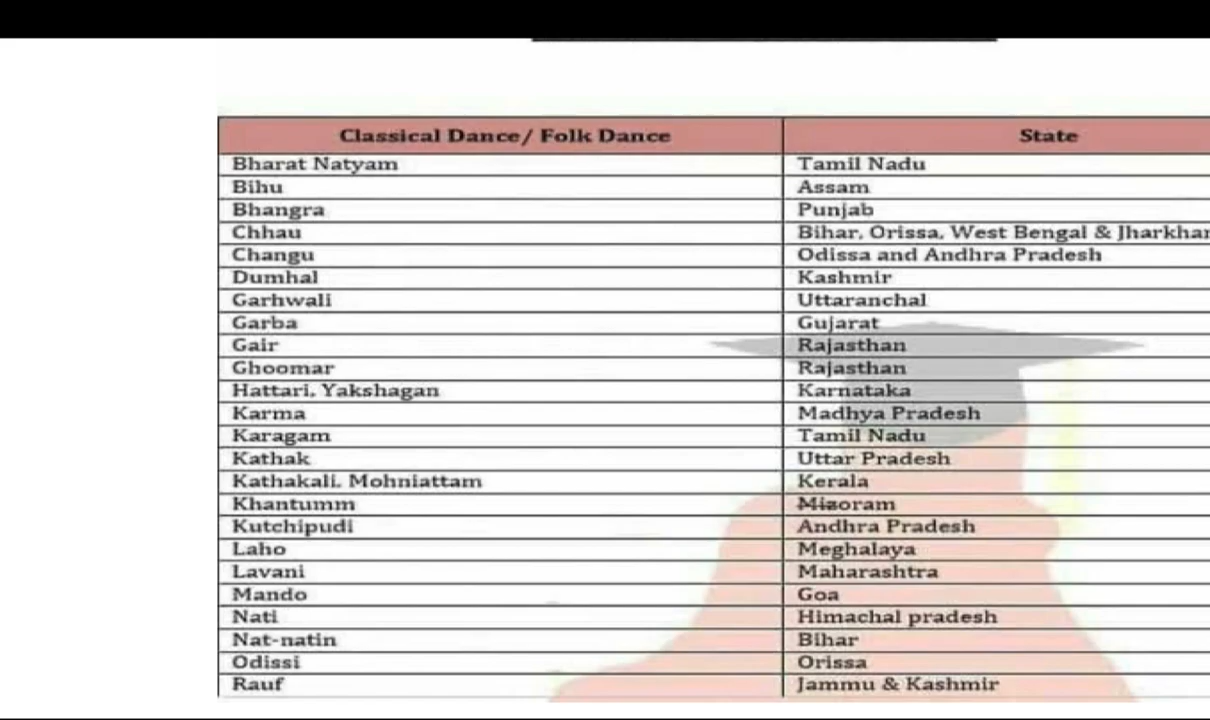 Classical Dance/ Folk Dance State
Bharat Natyam Tamil Nadu
Bihu Assam
Bhangra Punjab
Chhau Bihar, Orissa, West Bengal & Jharkhan
Changu Odissa and Andhra Pradesh
Dumhal Kashmir
Garhwali Uttaranchal
Garba Gujarat
Gair Rajasthan
Ghoomar Rajasthan
Hattari, Yakshagan Karnataka
Karma Madhya Pradesh
Karagam Tamil Nadu
Kathak Uttar Pradesh
Kathakali, Mohniattam Kerala
Khantumm Mizoram
Kutchipudi Andhra Pradesh
Laho Meghalaya
Lavani Maharashtra
Mando Goa
Nati Himachal pradesh
Nat-natin Bihar
Odissi Orissa
Rauf Jammu & Kashmir